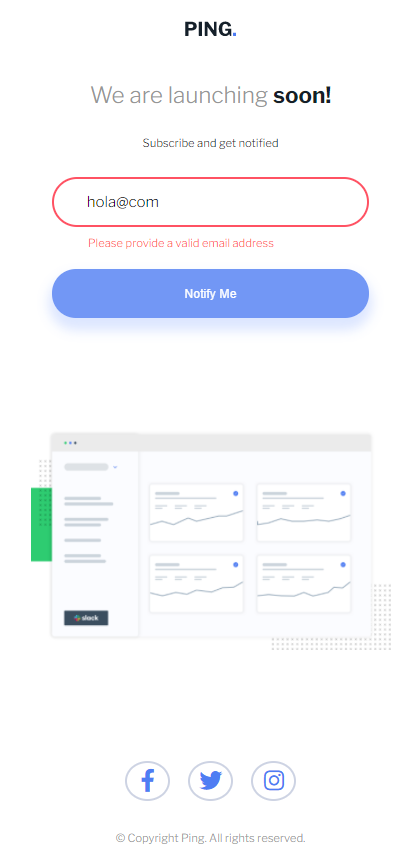 PING.
We are launching soon!
Subscribe and get notified
hola@com
Please provide a valid email address
Notify Me
slack
© Copyright Ping. All rights reserved.